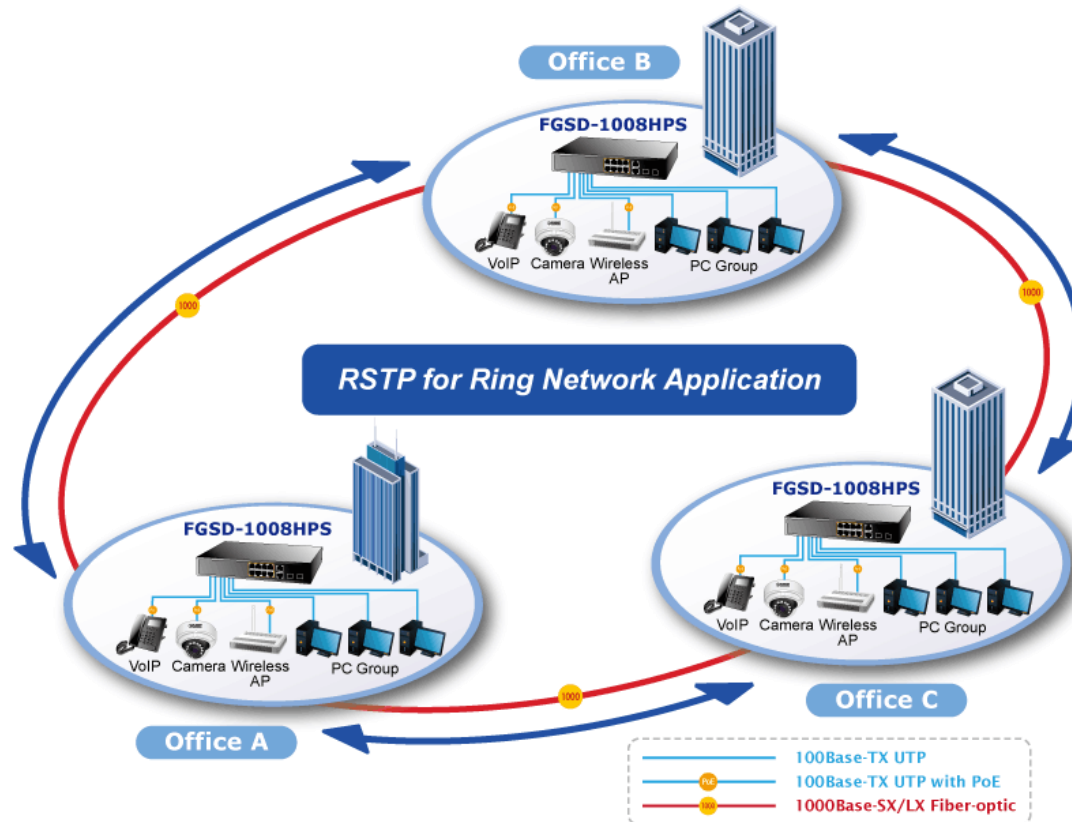 Office B
FGSD-1008HPS
VoIP Camera Wireless AP PC Group
1000
1000
RSTP for Ring Network Application
FGSD-1008HPS
VoIP Camera Wireless AP PC Group
Office A
FGSD-1008HPS
VoIP Camera Wireless AP PC Group
Office C
1000
100Base-TX UTP
PoE
100Base-TX UTP with PoE
1000
1000Base-SX/LX Fiber-optic